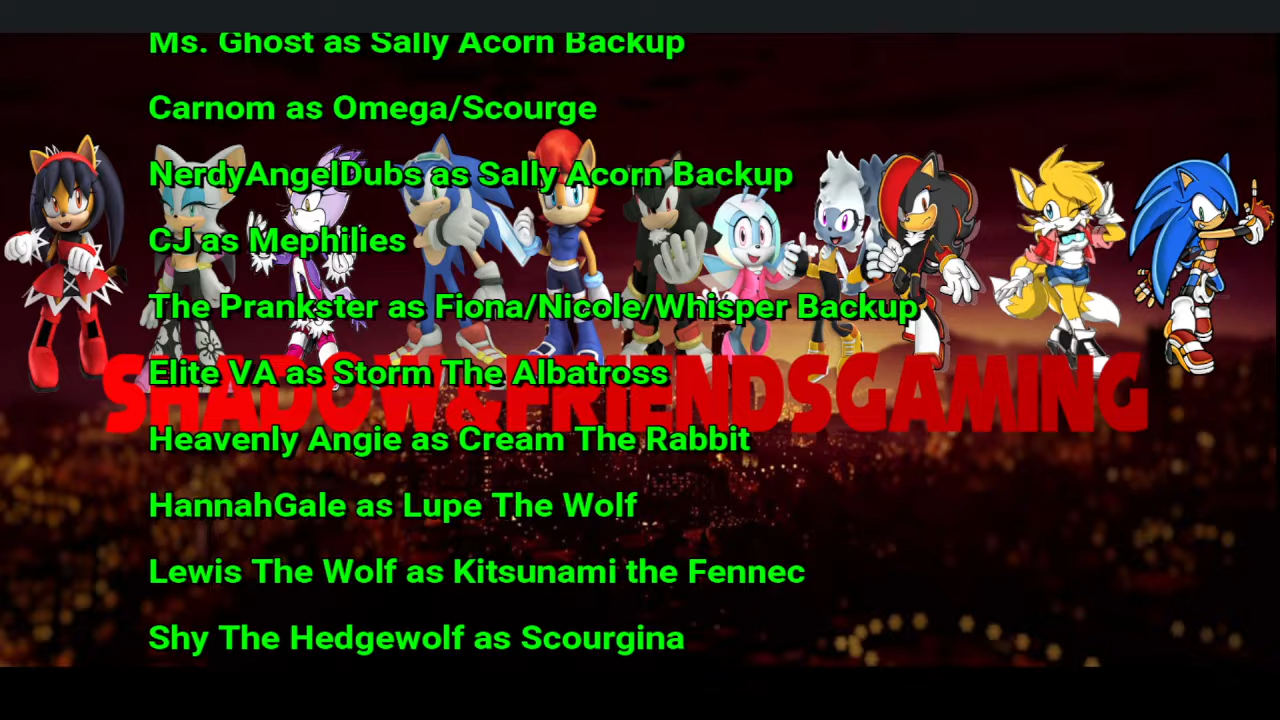 Ms. Ghost as Sally Acorn Backup
Carnom as Omega/Scourge
NerdyAngelDubs as Sally Acorn Backup
CJ as Mephilies
The Prankster as Fiona/Nicole/Whisper Backup
Elite VA as Storm The Albatross
SHADOW&FRIENDSGAMING
Heavenly Angie as Cream The Rabbit
HannahGale as Lupe The Wolf
Lewis The Wolf as Kitsunami the Fennec
Shy The Hedgewolf as Scourgina